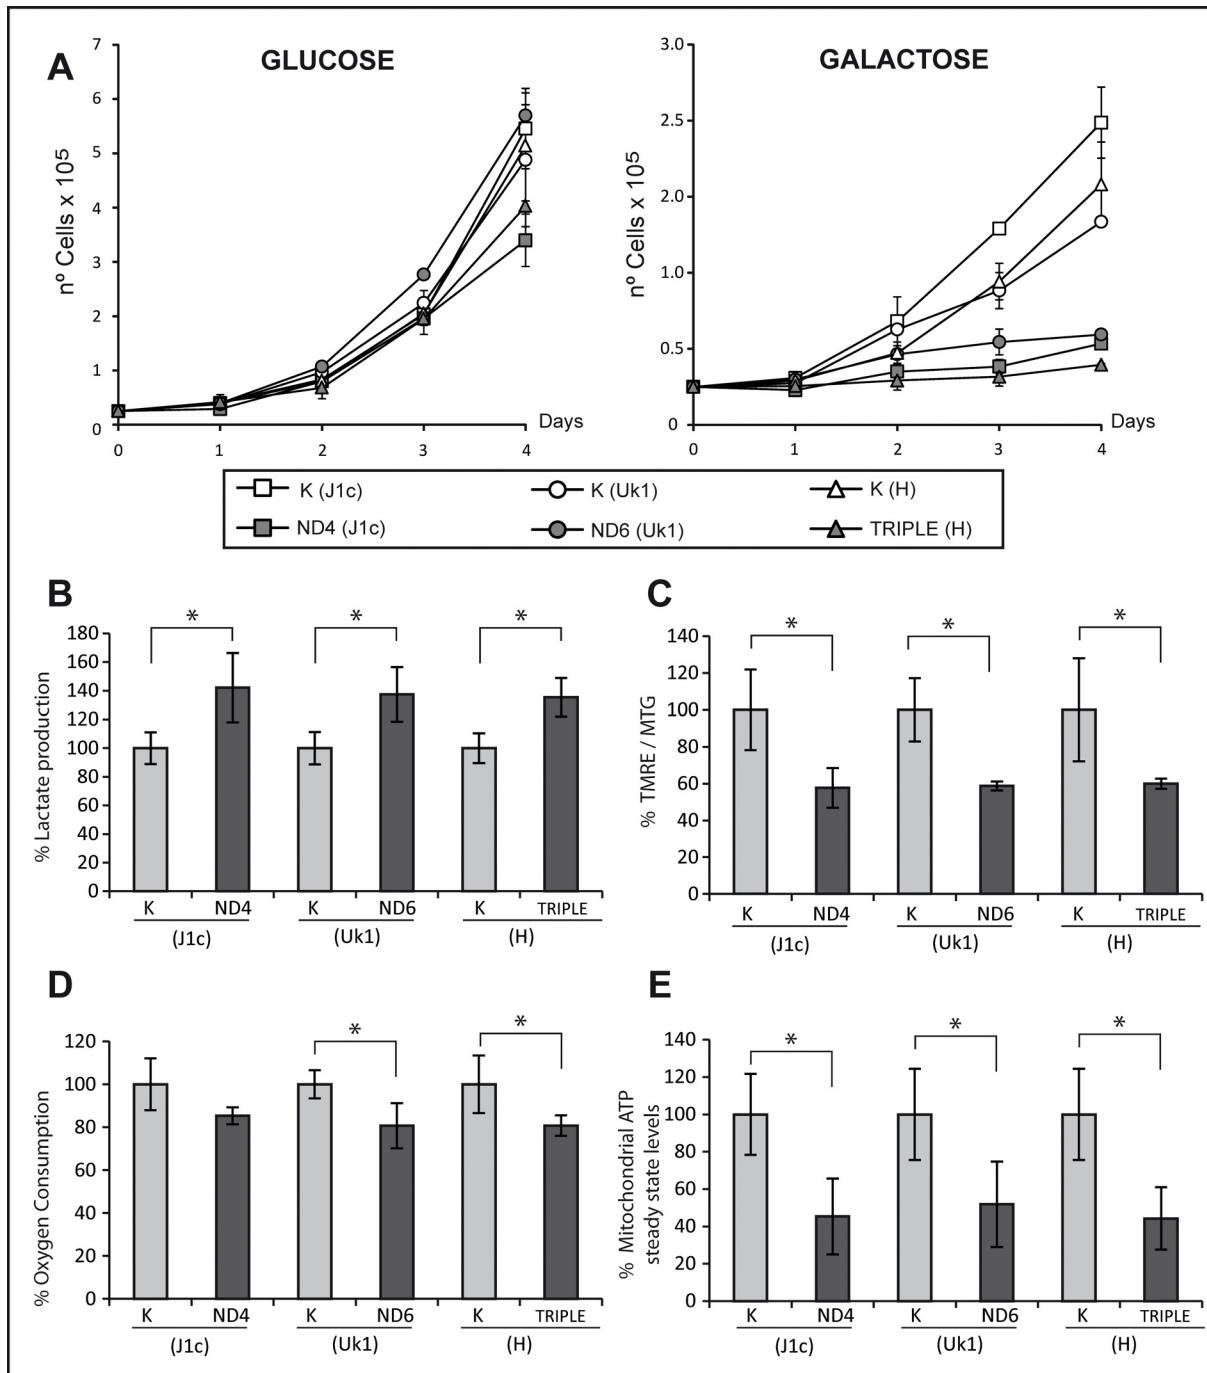 A
GLUCOSE
GALACTOSE
nº Cells x 10⁵
7
6
5
4
3
2
1
0
0 1 2 3 4
Days
nº Cells x 10⁵
3.0
2.5
2.0
1.0
0.5
0
0 1 2 3 4
Days
K (J1c) K (Uk1) K (H)
ND4 (J1c) ND6 (Uk1) TRIPLE (H)
B
% Lactate production
180
160
140
120
100
80
60
40
20
0
* * *
K ND4 K ND6 K TRIPLE
(J1c) (Uk1) (H)
C
% TMRE / MTG
140
120
100
80
60
40
20
0
* * *
K ND4 K ND6 K TRIPLE
(J1c) (Uk1) (H)
D
% Oxygen Consumption
120
100
80
60
40
20
0
* *
K ND4 K ND6 K TRIPLE
(J1c) (Uk1) (H)
E
% Mitochondrial ATP
steady state levels
140
120
100
80
60
40
20
0
* * *
K ND4 K ND6 K TRIPLE
(J1c) (Uk1) (H)